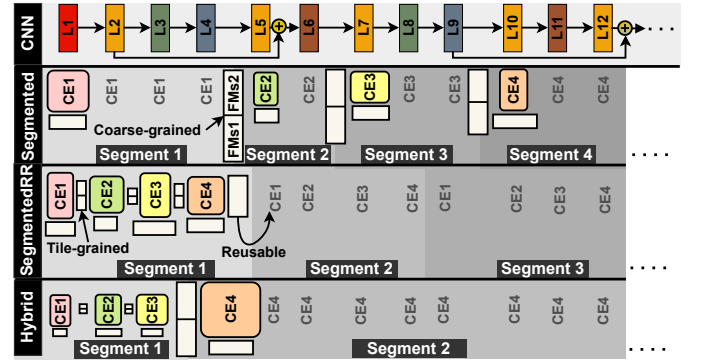 CNN L1 L2 L3 L4 L5 + L6 L7 L8 L9 L10 L11 L12 + ...
Segmented CE1 CE1 CE1 CE1 FMs1 FMs2 CE2 CE2 CE3 CE3 CE3 CE4 CE4 CE4
Coarse-grained
Segment 1 Segment 2 Segment 3 Segment 4 ....
SegmentedRR CE1 CE2 CE3 CE4 CE1 CE2 CE3 CE4 CE1 CE2 CE3 CE4
Tile-grained Reusable
Segment 1 Segment 2 Segment 3 ....
Hybrid CE1 CE2 CE3 CE4 CE4 CE4 CE4 CE4 CE4 CE4 CE4 CE4
Segment 1 Segment 2 ....